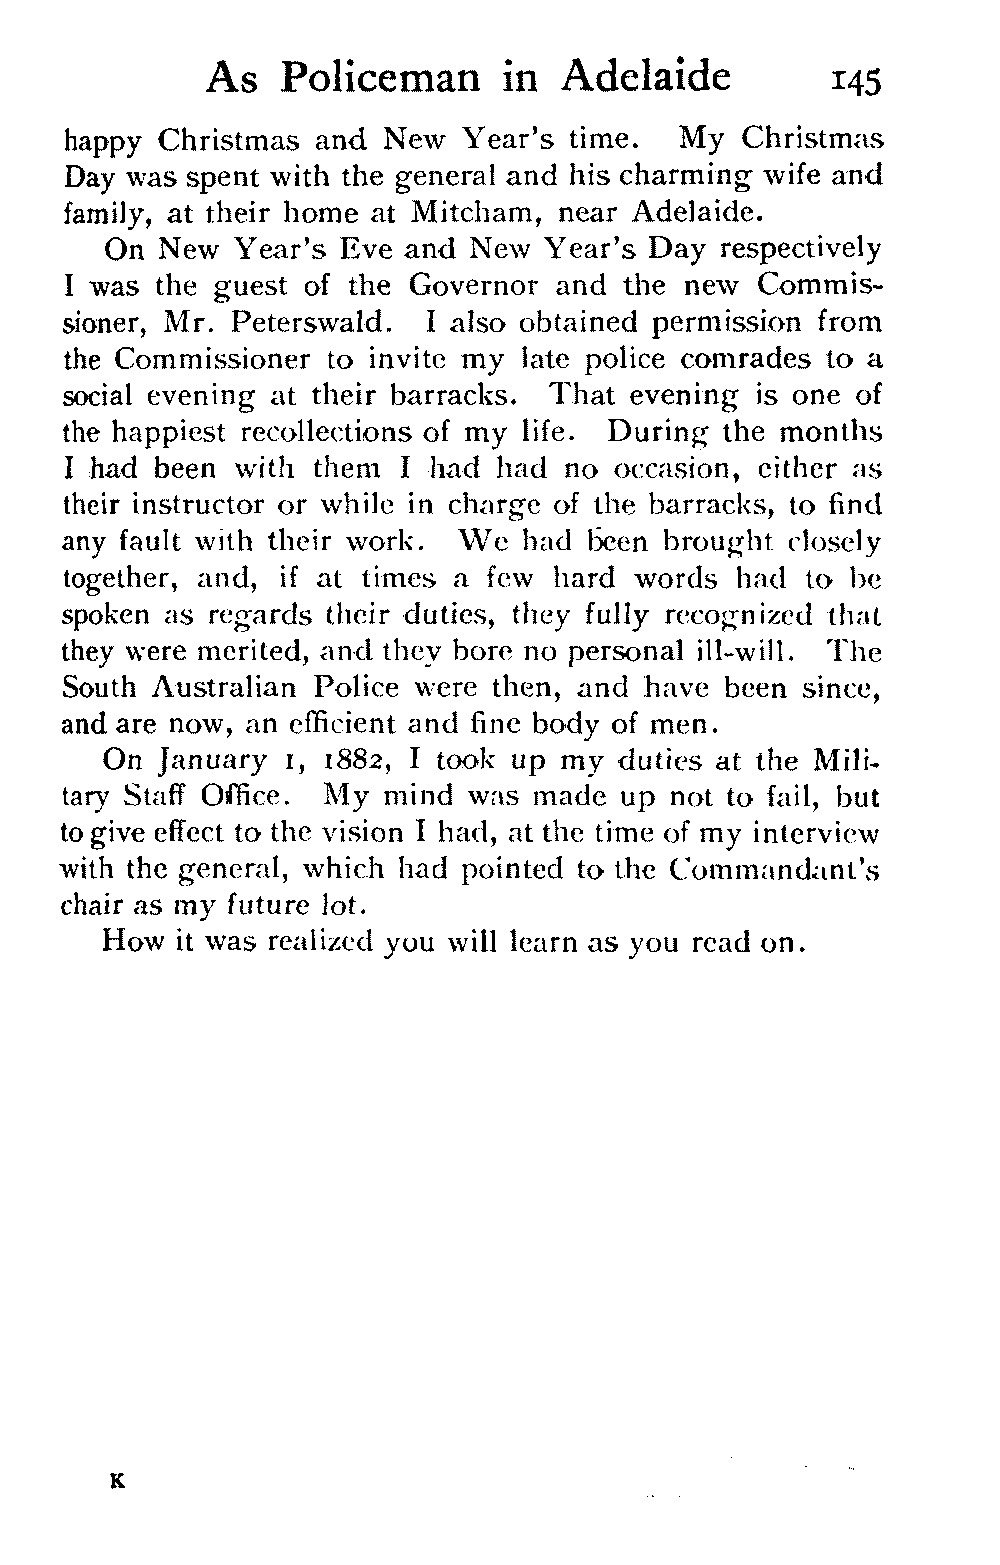 As Policeman in Adelaide 145
happy Christmas and New Year's time. My Christmas
Day was spent with the general and his charming wife and
family, at their home at Mitcham, near Adelaide.
On New Year's Eve and New Year's Day respectively
I was the guest of the Governor and the new Commis-
sioner, Mr. Peterswald. I also obtained permission from
the Commissioner to invite my late police comrades to a
social evening at their barracks. That evening is one of
the happiest recollections of my life. During the months
I had been with them I had had no occasion, either as
their instructor or while in charge of the barracks, to find
any fault with their work. We had been brought closely
together, and, if at times a few hard words had to be
spoken as regards their duties, they fully recognized that
they were merited, and they bore no personal ill-will. The
South Australian Police were then, and have been since,
and are now, an efficient and fine body of men.
On January 1, 1882, I took up my duties at the Mili-
tary Staff Office. My mind was made up not to fail, but
to give effect to the vision I had, at the time of my interview
with the general, which had pointed to the Commandant's
chair as my future lot.
How it was realized you will learn as you read on.
K